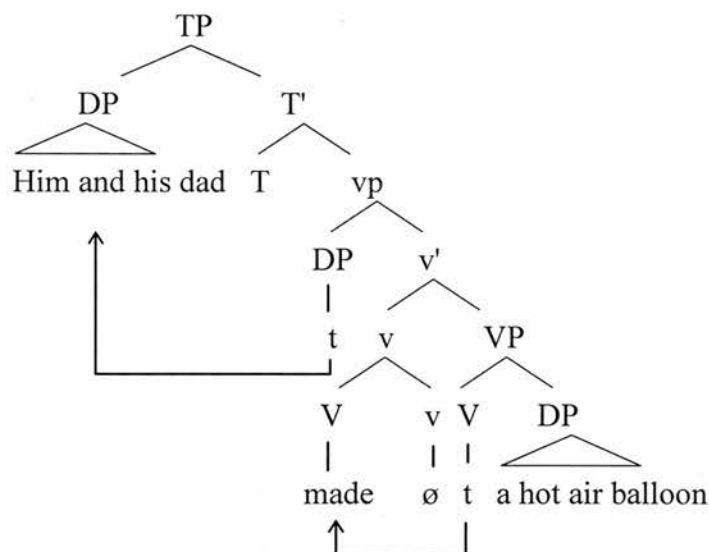 TP
DP T'
Him and his dad T vp
DP v'
t v VP
V v V DP
made ø t a hot air balloon